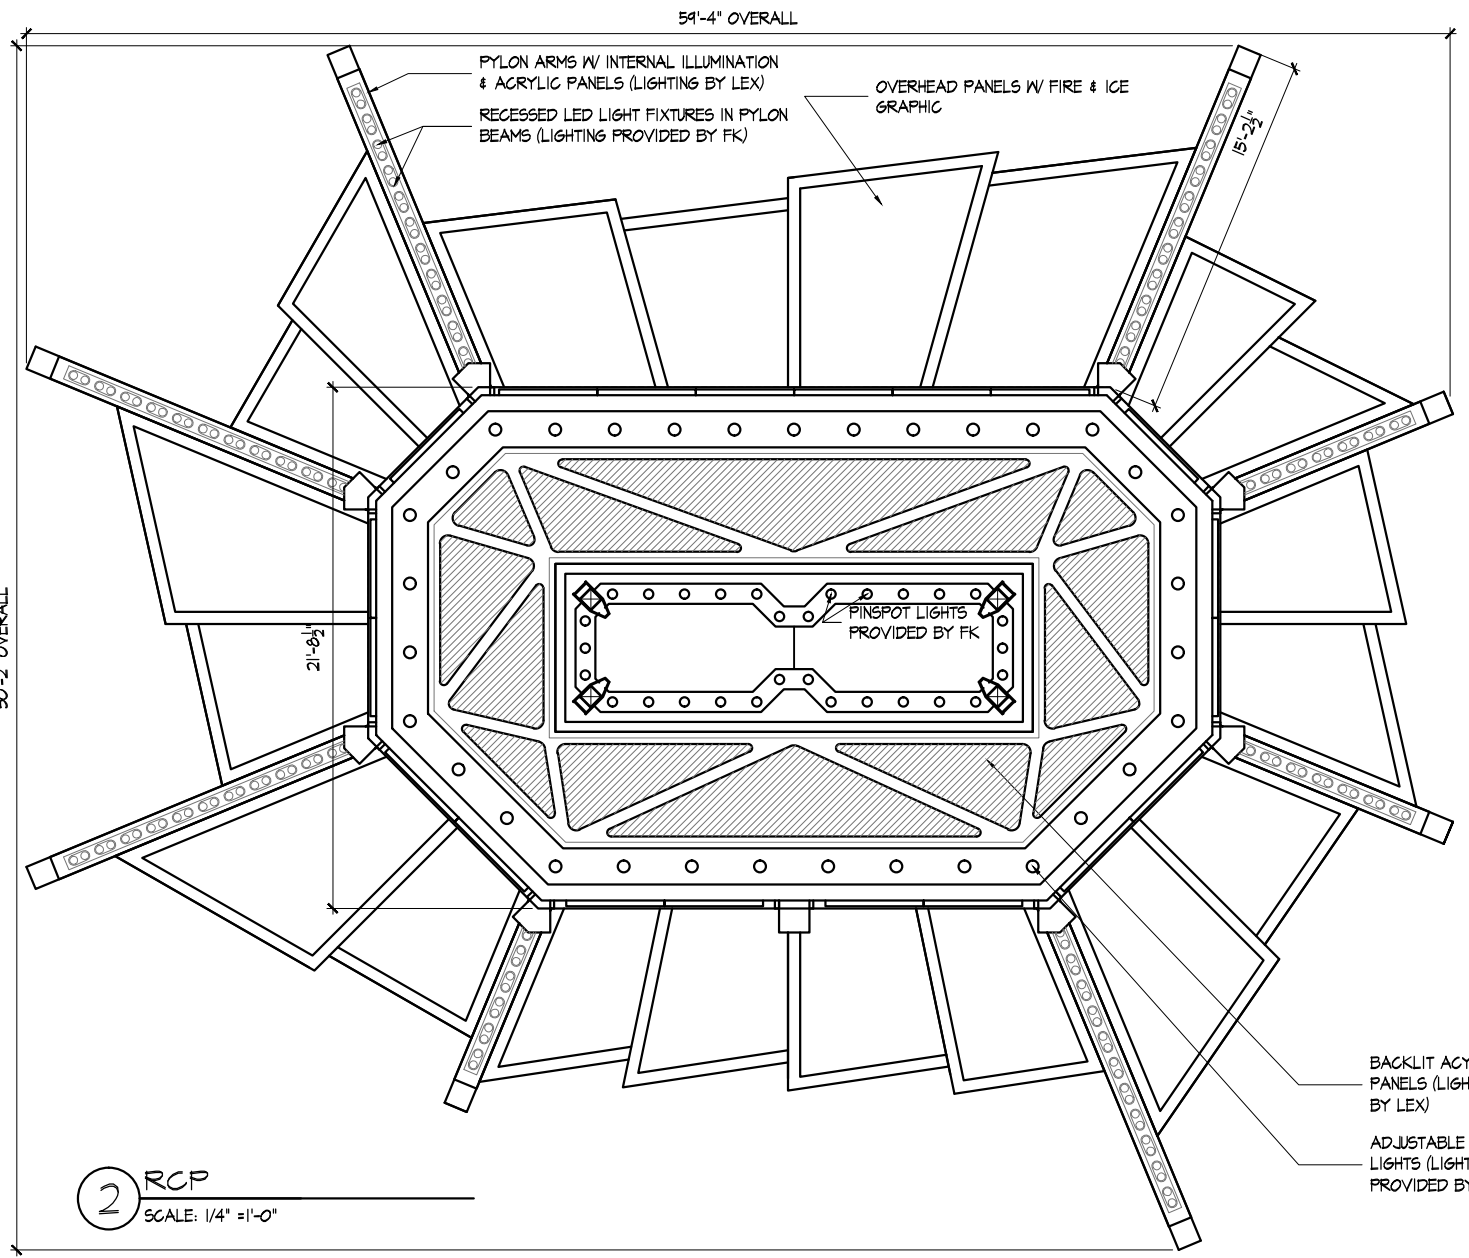 59'-4" OVERALL
PYLON ARMS W/ INTERNAL ILLUMINATION
& ACRYLIC PANELS (LIGHTING BY LEX)
RECESSED LED LIGHT FIXTURES IN PYLON
BEAMS (LIGHTING PROVIDED BY FK)
OVERHEAD PANELS W/ FIRE & ICE
GRAPHIC
15'-2½"
21'-8½"
OVERALL
PINSPOT LIGHTS
PROVIDED BY FK
BACKLIT ACY
PANELS (LIGH
BY LEX)
ADJUSTABLE
LIGHTS (LIGHT
PROVIDED BY
2
RCP
SCALE: 1/4" =1'-0"